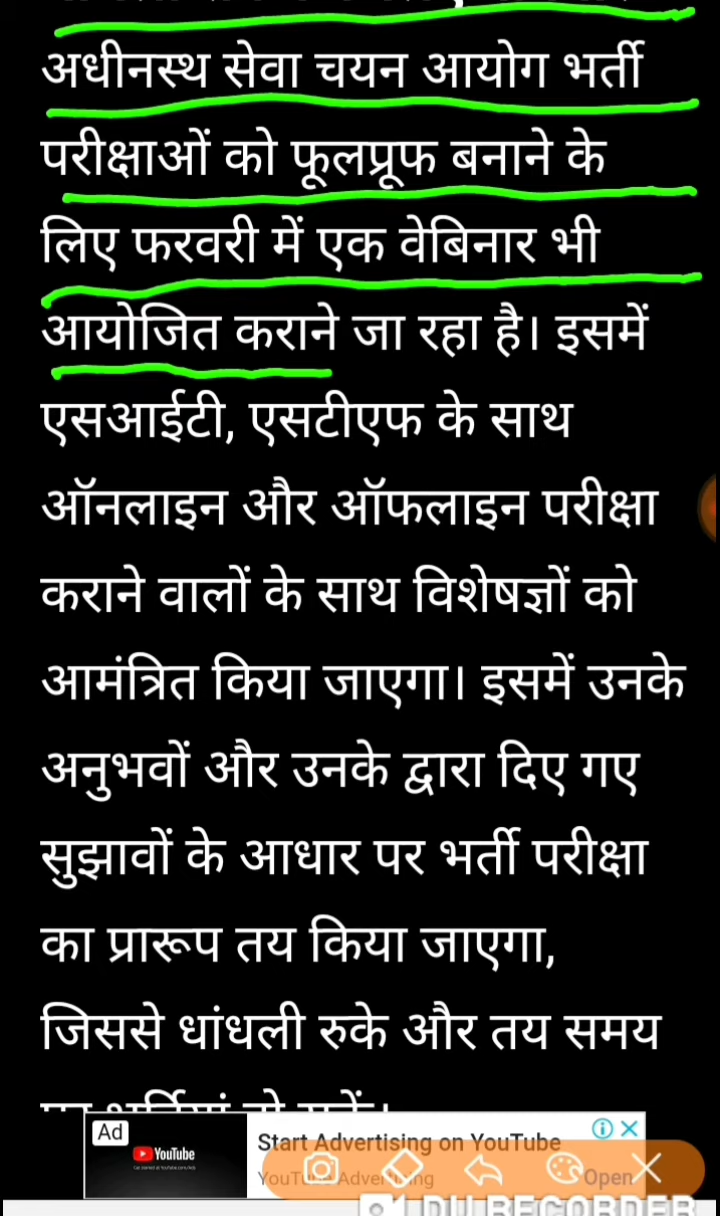 अधीनस्थ सेवा चयन आयोग भर्ती
परीक्षाओं को फूलप्रूफ बनाने के
लिए फरवरी में एक वेबिनार भी
आयोजित कराने जा रहा है। इसमें
एसआईटी, एसटीएफ के साथ
ऑनलाइन और ऑफलाइन परीक्षा
कराने वालों के साथ विशेषज्ञों को
आमंत्रित किया जाएगा। इसमें उनके
अनुभवों और उनके द्वारा दिए गए
सुझावों के आधार पर भर्ती परीक्षा
का प्रारूप तय किया जाएगा,
जिससे धांधली रुके और तय समय
Ad
YouTube
Start Advertising on YouTube
Open
DU RECORDER